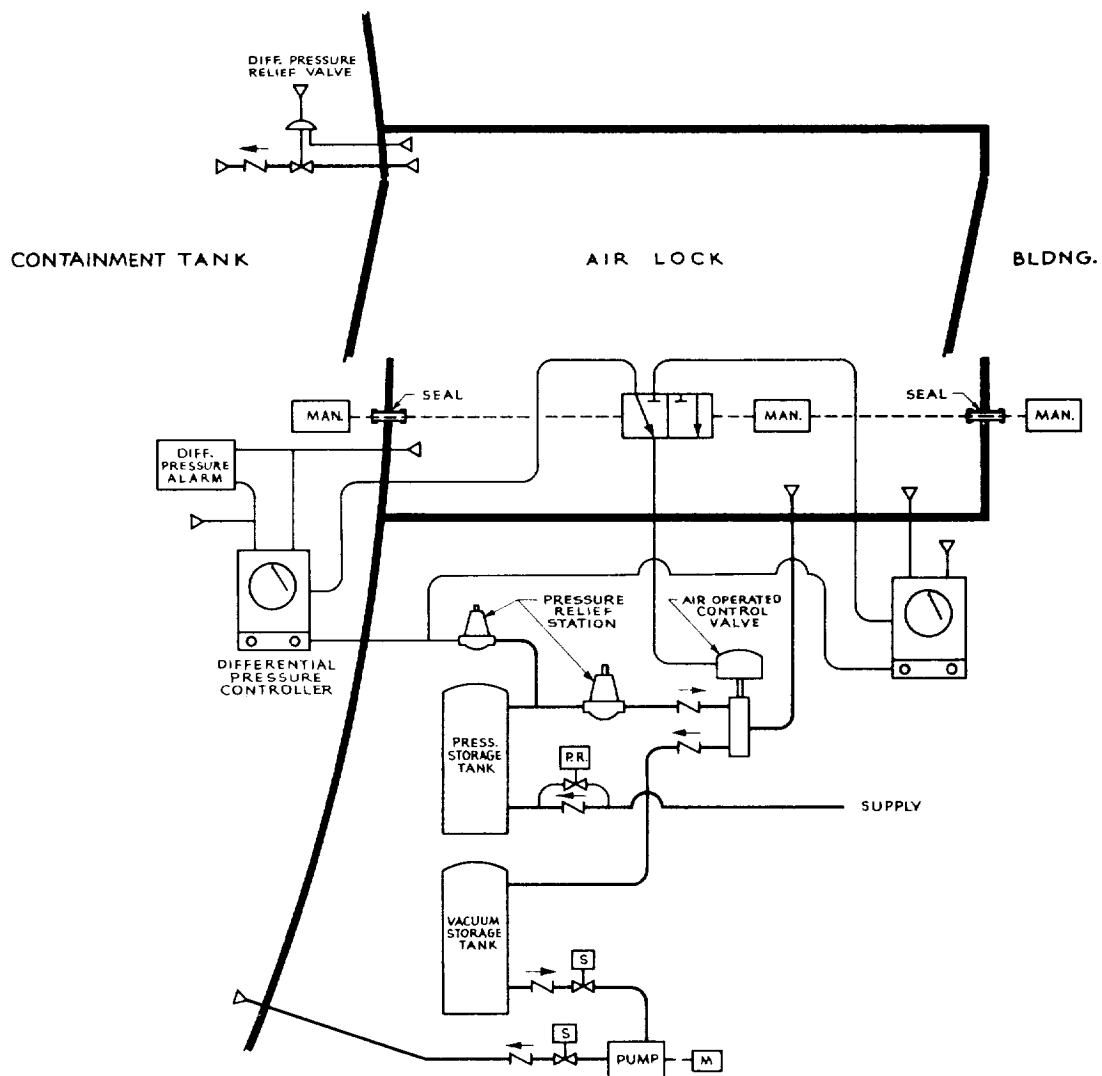 DIFF. PRESSURE
RELIEF VALVE
CONTAINMENT TANK
AIR LOCK
BLDNG.
SEAL
SEAL
MAN.
MAN.
MAN.
DIFF.
PRESSURE
ALARM
PRESSURE
RELIEF
STATION
AIR OPERATED
CONTROL
VALVE
DIFFERENTIAL
PRESSURE
CONTROLLER
PRESS.
STORAGE
TANK
P.R.
SUPPLY
VACUUM
STORAGE
TANK
S
S
PUMP
M